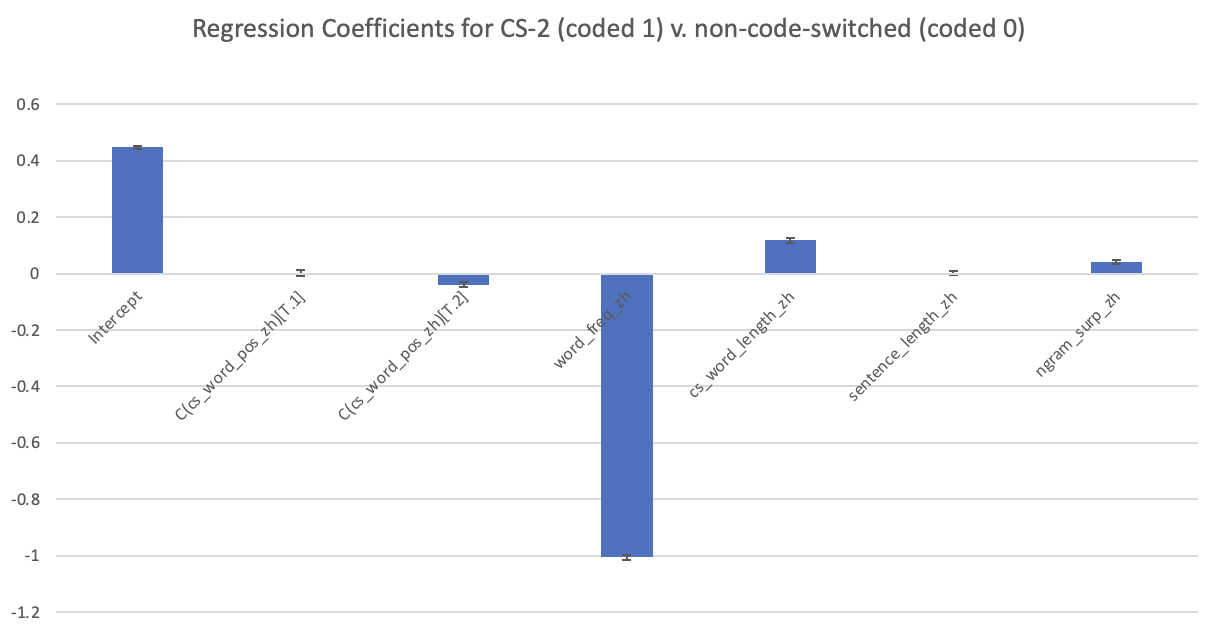 Regression Coefficients for CS-2 (coded 1) v. non-code-switched (coded 0)
0.6
0.4
0.2
0
-0.2
-0.4
-0.6
-0.8
-1
-1.2
Intercept
C(cs_word_pos_zh)[T.1]
C(cs_word_pos_zh)[T.2]
word_freq_zh
cs_word_length_zh
sentence_length_zh
ngram_surp_zh